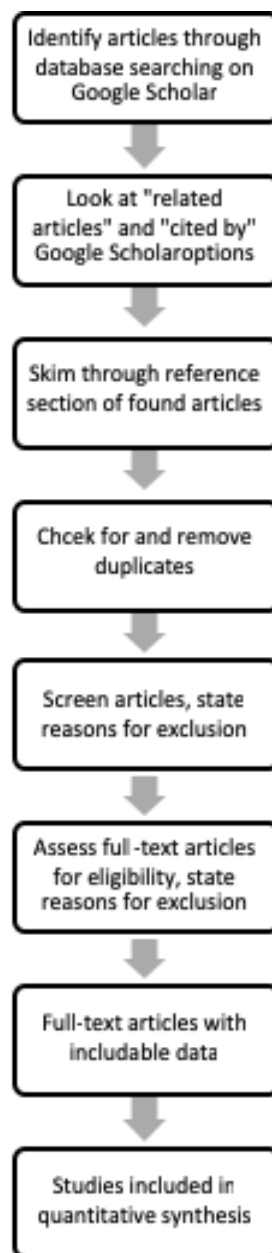 Identify articles through
database searching on
Google Scholar
Look at "related
articles" and "cited by"
Google Scholaroptions
Skim through reference
section of found articles
Chcek for and remove
duplicates
Screen articles, state
reasons for exclusion
Assess full-text articles
for eligibility, state
reasons for exclusion
Full-text articles with
includable data
Studies included in
quantitative synthesis